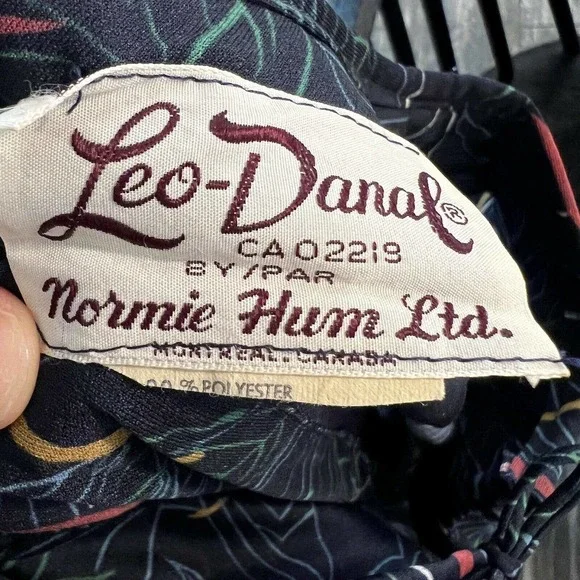 Leo-Danal®
CA 02219
BY/PAR
Normie Hum Ltd.
MONTREAL. CANADA
% POLYESTER